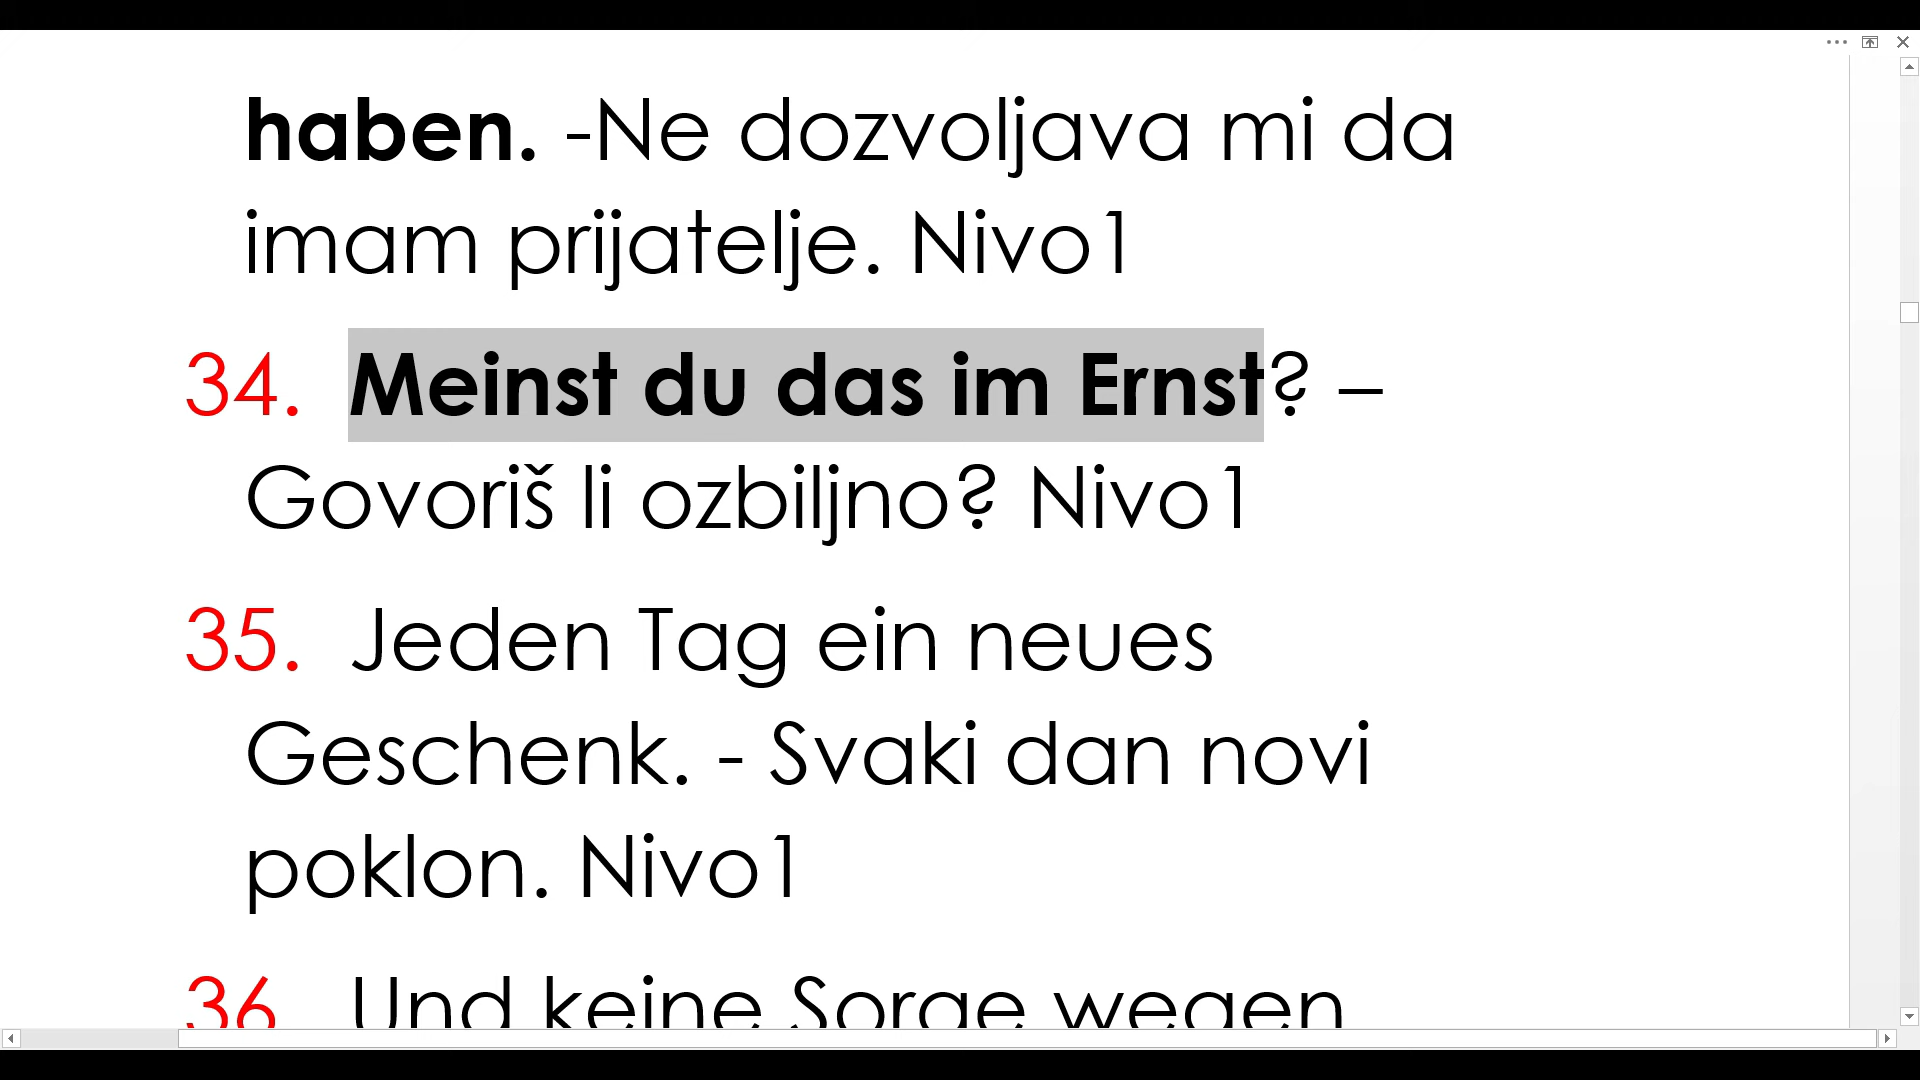 haben. -Ne dozvoljava mi da
imam prijatelje. Nivo1
34. Meinst du das im Ernst? –
Govoriš li ozbiljno? Nivo1
35. Jeden Tag ein neues
Geschenk. - Svaki dan novi
poklon. Nivo1
36 Und keine Sorge wegen